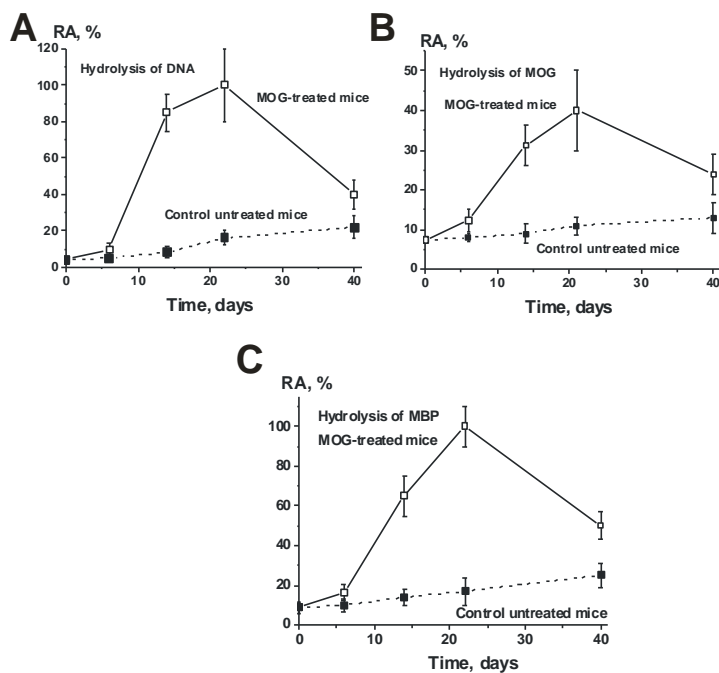 A
RA, %
120
100
80
60
40
20
0
Hydrolysis of DNA
MOG-treated mice
Control untreated mice
0 10 20 30 40
Time, days
B
RA, %
50
40
30
20
10
0
Hydrolysis of MOG
MOG-treated mice
Control untreated mice
0 10 20 30 40
Time, days
C
RA, %
100
80
60
40
20
0
Hydrolysis of MBP
MOG-treated mice
Control untreated mice
0 10 22 30 40
Time, days